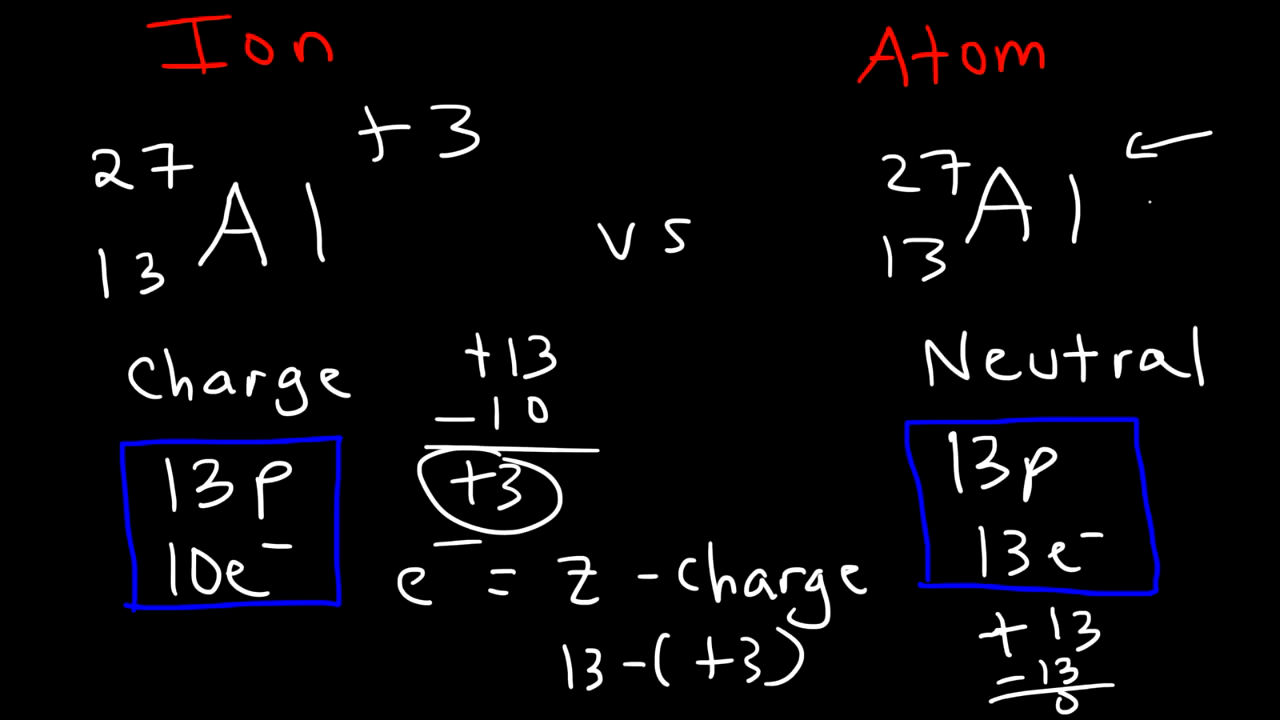 Ion
Atom
27
Al
+3
13
vs
27
Al
13
Charge
+13
-10
+3
Neutral
13p
10e⁻
13p
13e⁻
e⁻ = z - charge
13-(+3)
+13
-13
0